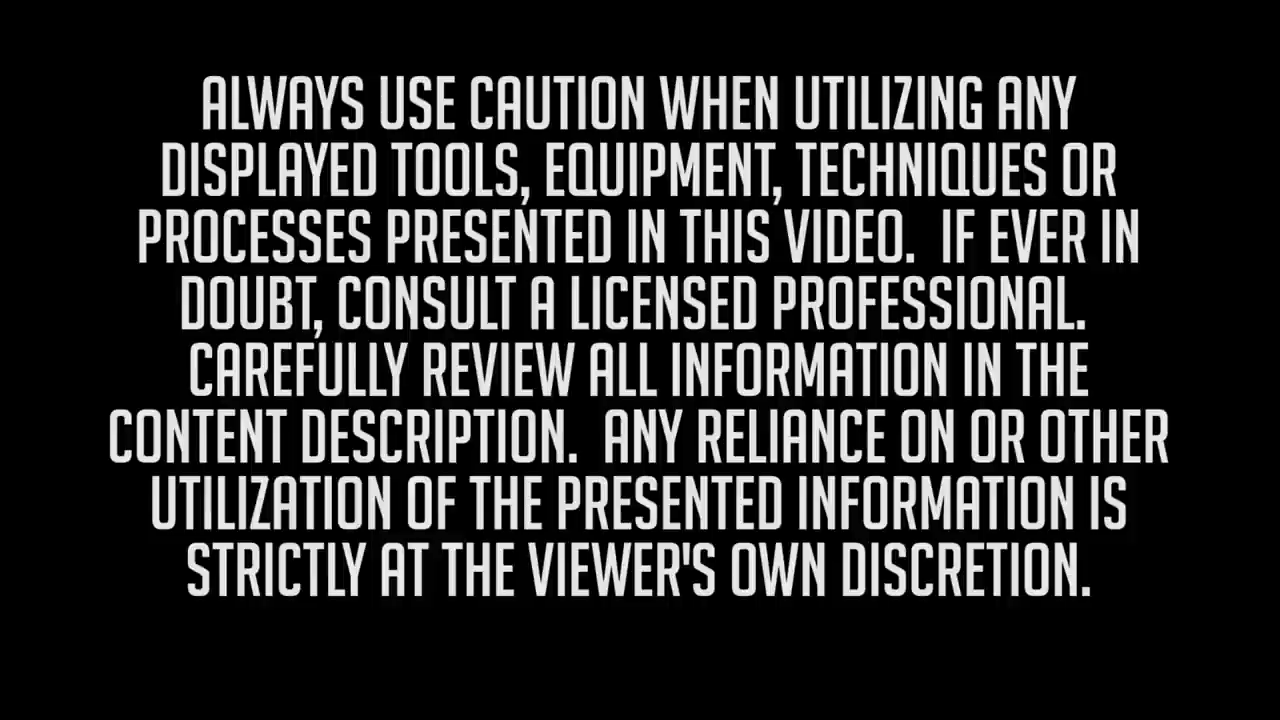 ALWAYS USE CAUTION WHEN UTILIZING ANY
DISPLAYED TOOLS, EQUIPMENT, TECHNIQUES OR
PROCESSES PRESENTED IN THIS VIDEO.  IF EVER IN
DOUBT, CONSULT A LICENSED PROFESSIONAL.
CAREFULLY REVIEW ALL INFORMATION IN THE
CONTENT DESCRIPTION.  ANY RELIANCE ON OR OTHER
UTILIZATION OF THE PRESENTED INFORMATION IS
STRICTLY AT THE VIEWER'S OWN DISCRETION.